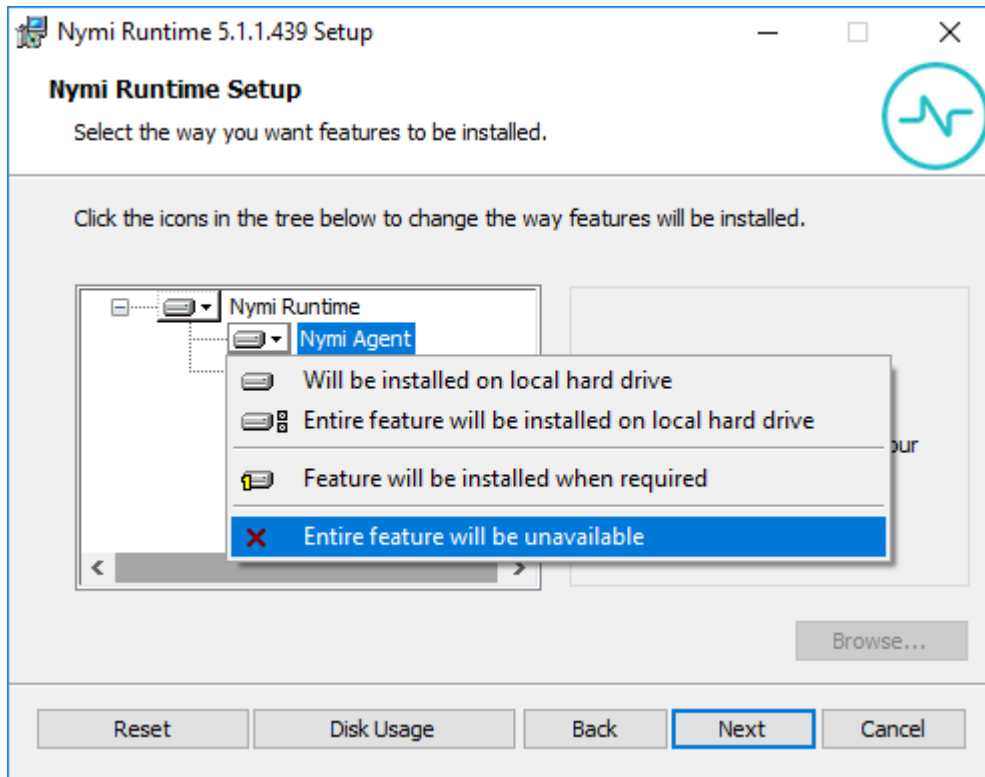 Nymi Runtime 5.1.1.439 Setup
Nymi Runtime Setup
Select the way you want features to be installed.
Click the icons in the tree below to change the way features will be installed.
Nymi Runtime
Nymi Agent
Will be installed on local hard drive
Entire feature will be installed on local hard drive
Feature will be installed when required
Entire feature will be unavailable
Browse...
Reset
Disk Usage
Back
Next
Cancel